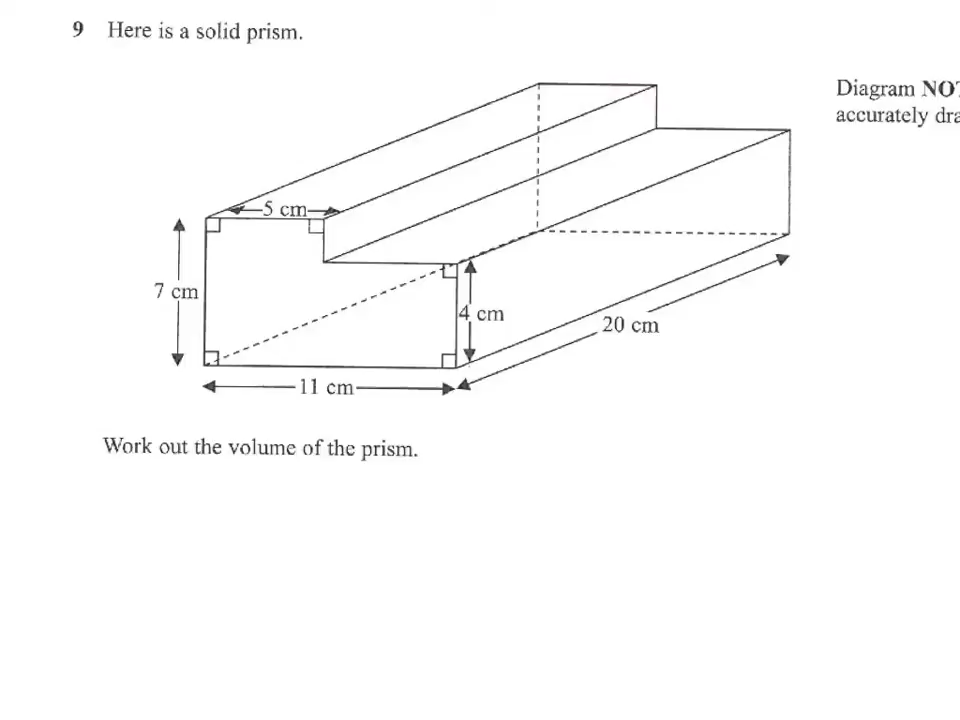 9 Here is a solid prism.
Diagram NOT
accurately dra
5 cm
7 cm
4 cm
20 cm
11 cm
Work out the volume of the prism.